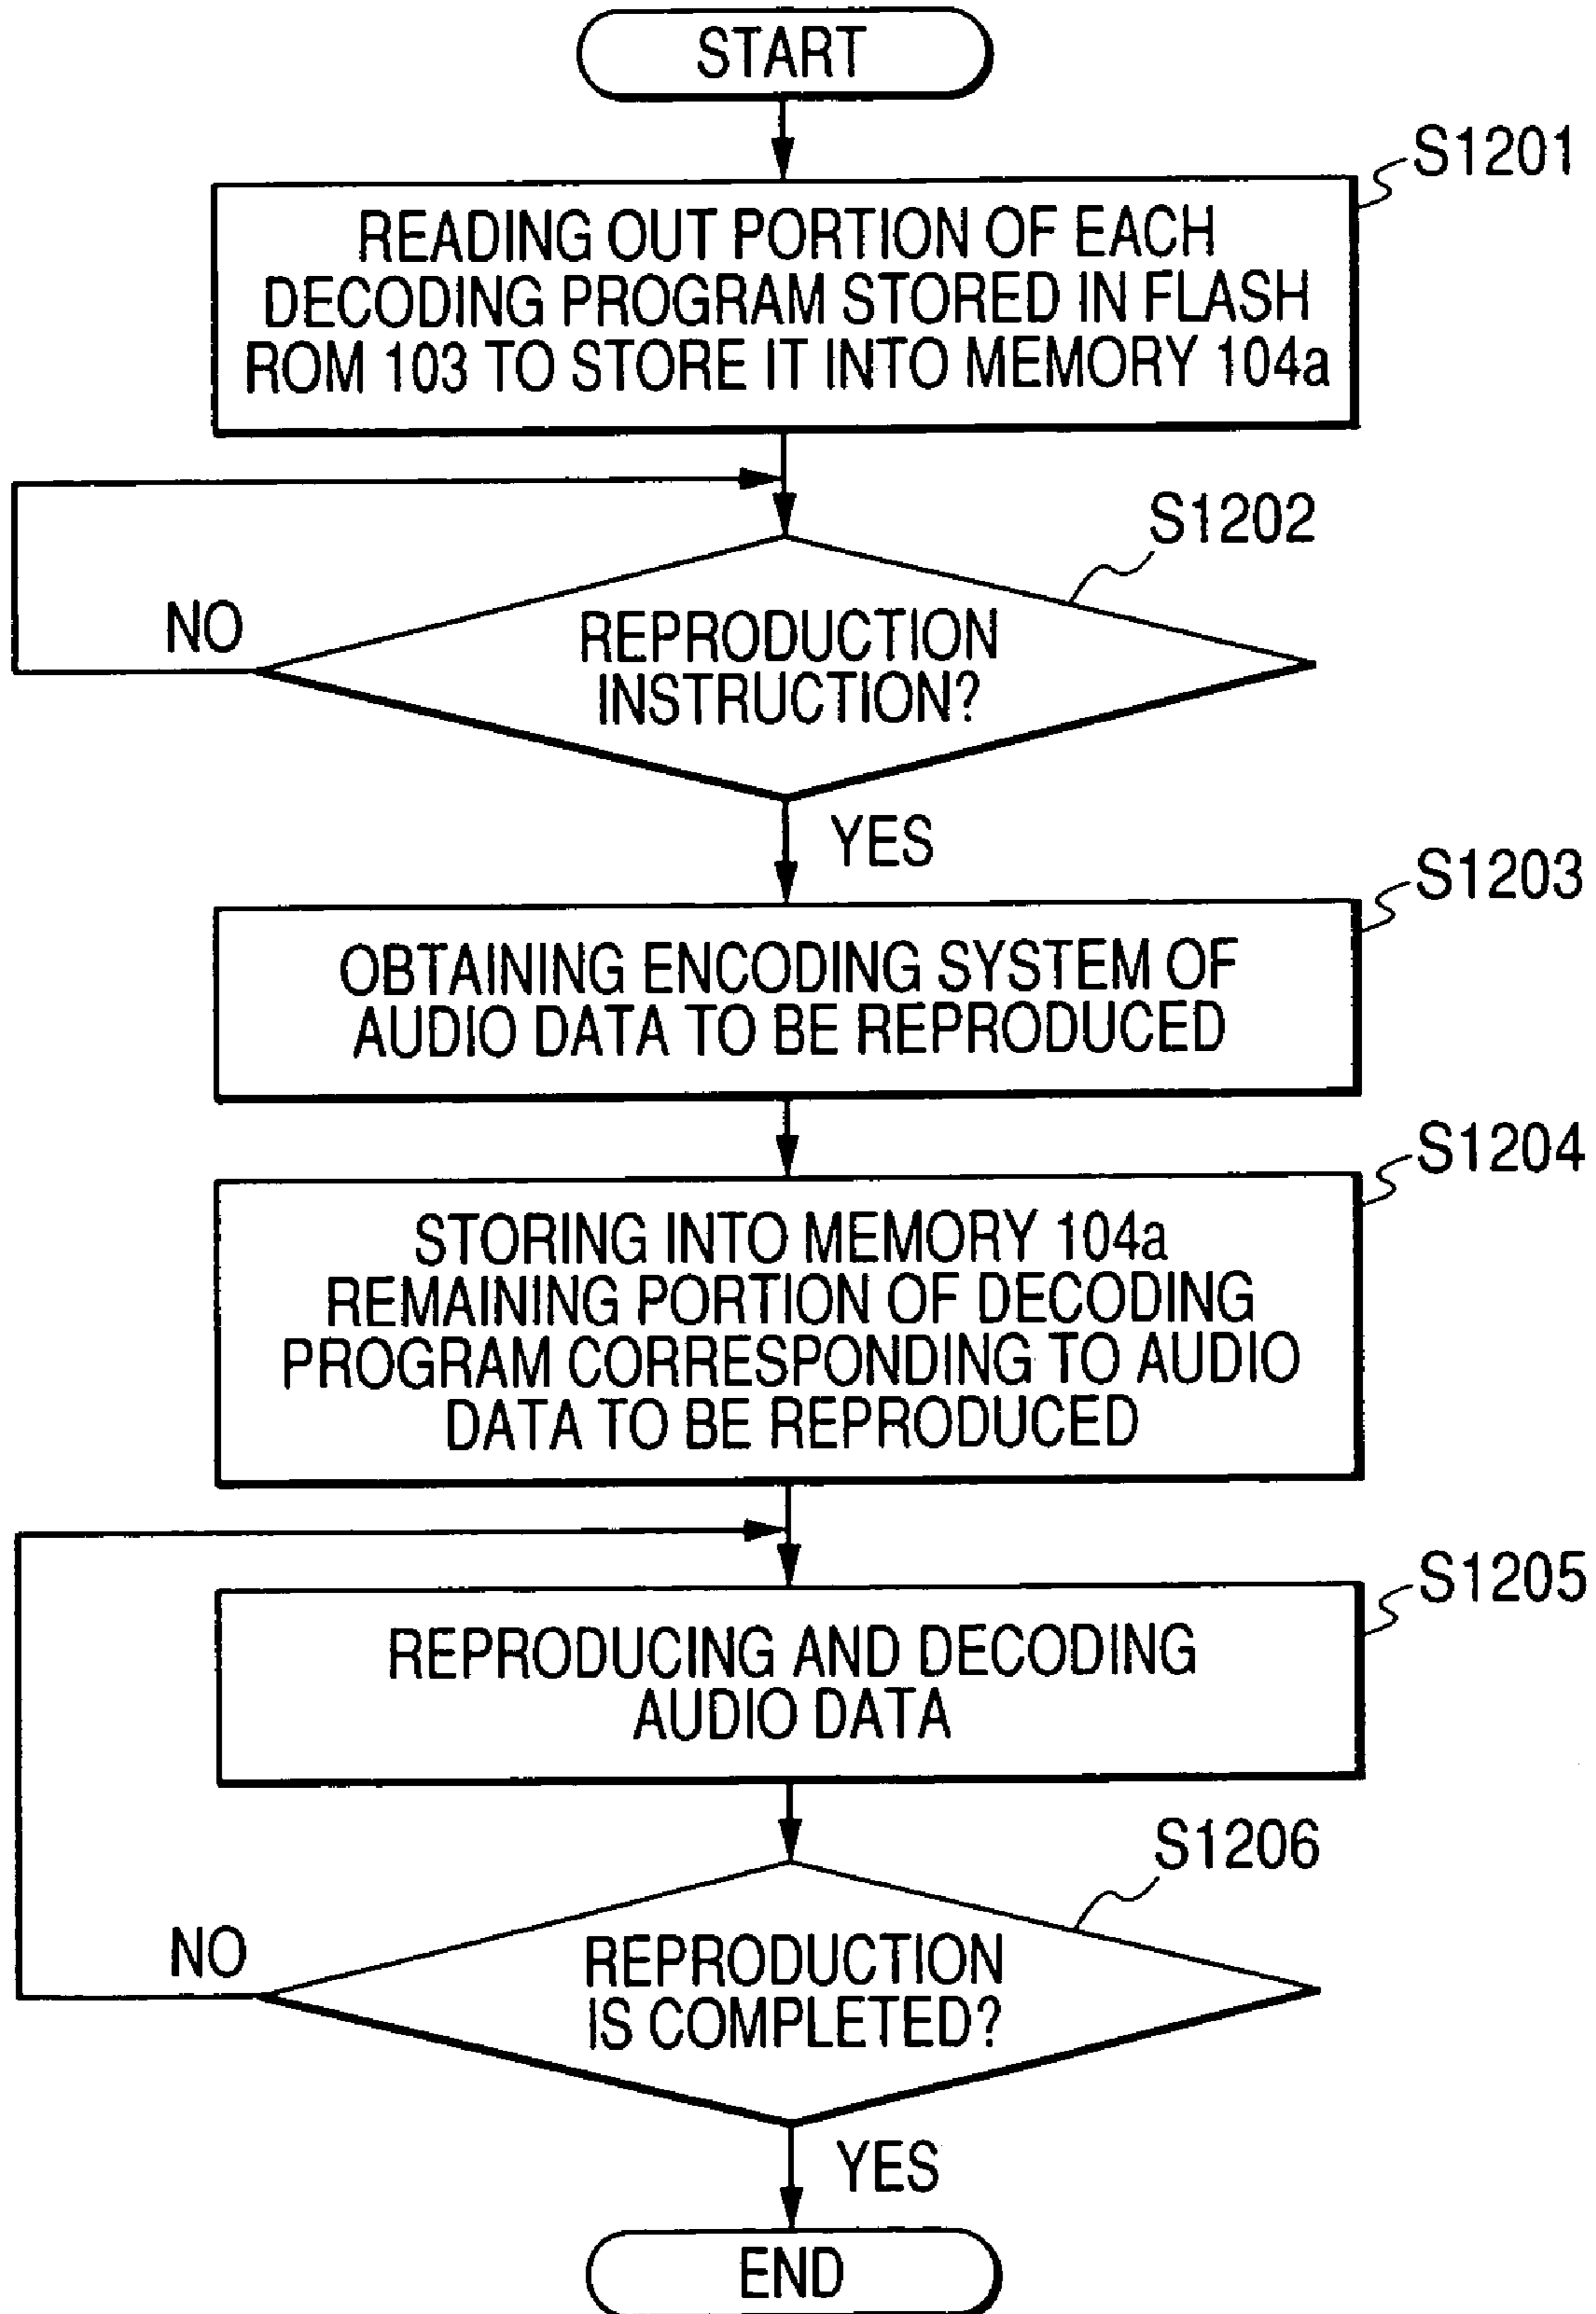 START
S1201
READING OUT PORTION OF EACH
DECODING PROGRAM STORED IN FLASH
ROM 103 TO STORE IT INTO MEMORY 104a
S1202
NO
REPRODUCTION
INSTRUCTION?
YES
S1203
OBTAINING ENCODING SYSTEM OF
AUDIO DATA TO BE REPRODUCED
S1204
STORING INTO MEMORY 104a
REMAINING PORTION OF DECODING
PROGRAM CORRESPONDING TO AUDIO
DATA TO BE REPRODUCED
S1205
REPRODUCING AND DECODING
AUDIO DATA
S1206
NO
REPRODUCTION
IS COMPLETED?
YES
END